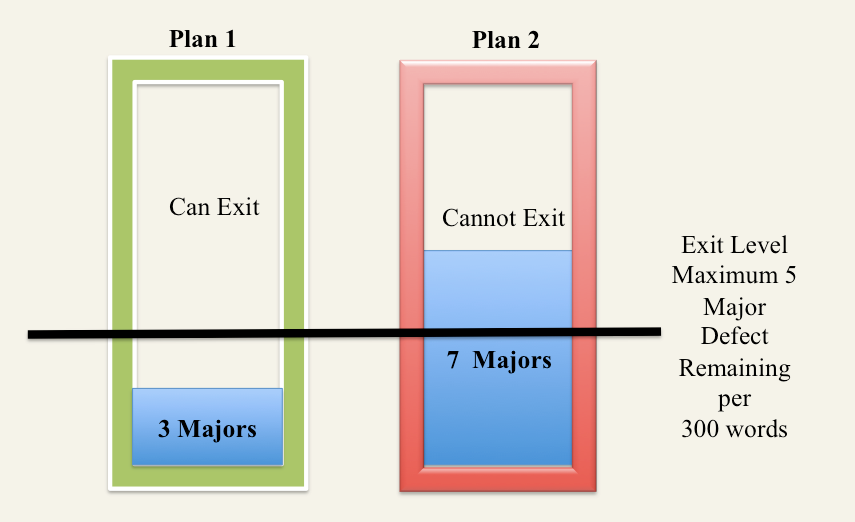 Plan 1
Plan 2
Can Exit
Cannot Exit
3 Majors
7  Majors
Exit Level
Maximum 5
Major
Defect
Remaining
per
300 words